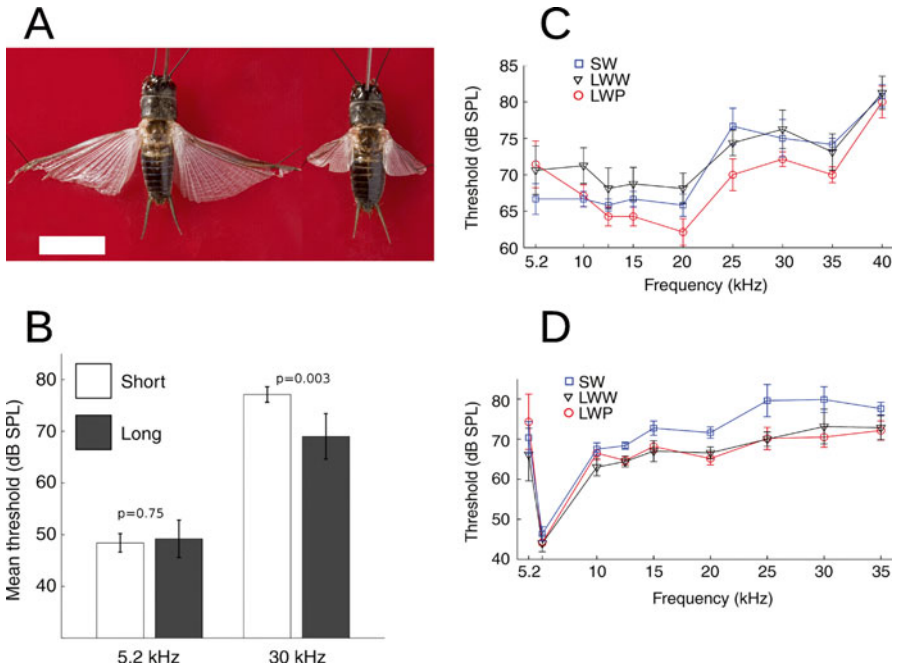 A
B
Mean threshold (dB SPL)
80
70
60
50
40
Short
Long
p=0.75
p=0.003
5.2 kHz
30 kHz
C
Threshold (dB SPL)
85
80
75
70
65
60
SW
LWW
LWP
5.2
10
15
20
25
30
35
40
Frequency (kHz)
D
Threshold (dB SPL)
80
70
60
50
40
SW
LWW
LWP
5.2
10
15
20
25
30
35
Frequency (kHz)